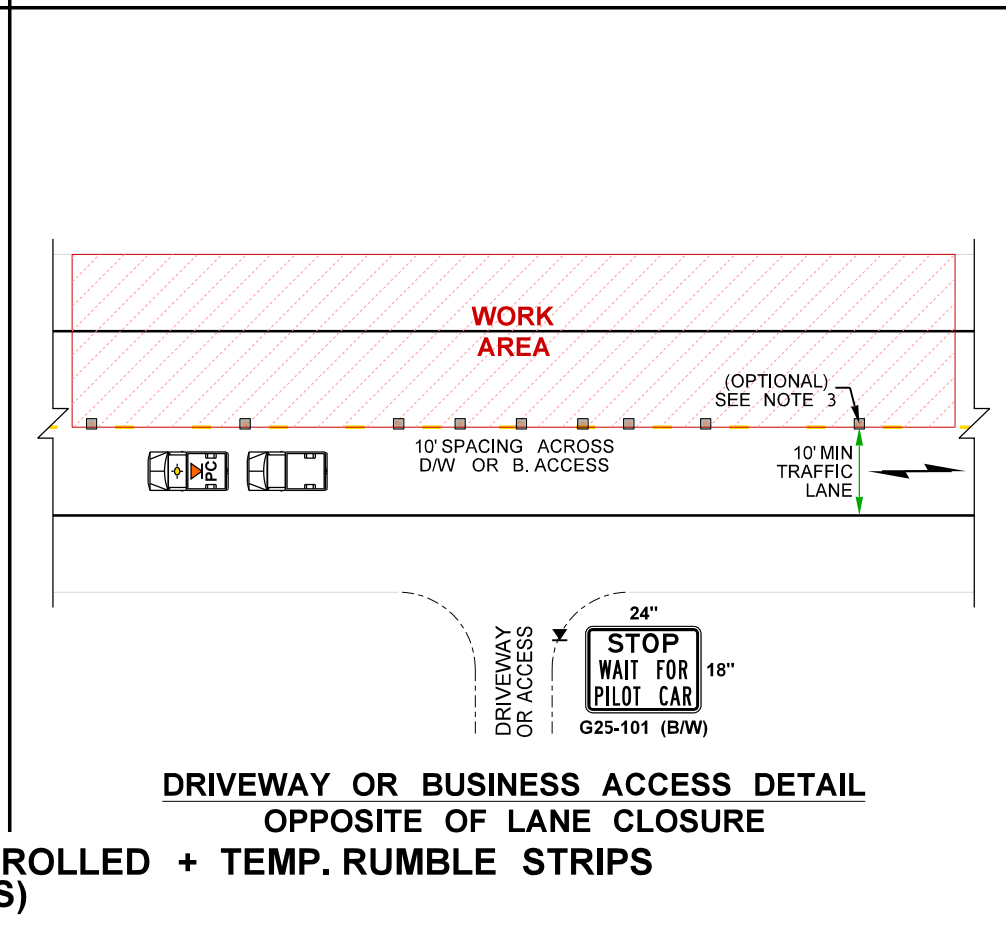 WORK
AREA
(OPTIONAL)
SEE NOTE 3
10' SPACING ACROSS
D/W OR B. ACCESS
10' MIN
TRAFFIC
LANE
PC
DRIVEWAY
OR ACCESS
24"
STOP
WAIT FOR
PILOT CAR
18"
G25-101 (B/W)
DRIVEWAY OR BUSINESS ACCESS DETAIL
OPPOSITE OF LANE CLOSURE
ROLLED + TEMP. RUMBLE STRIPS
S)